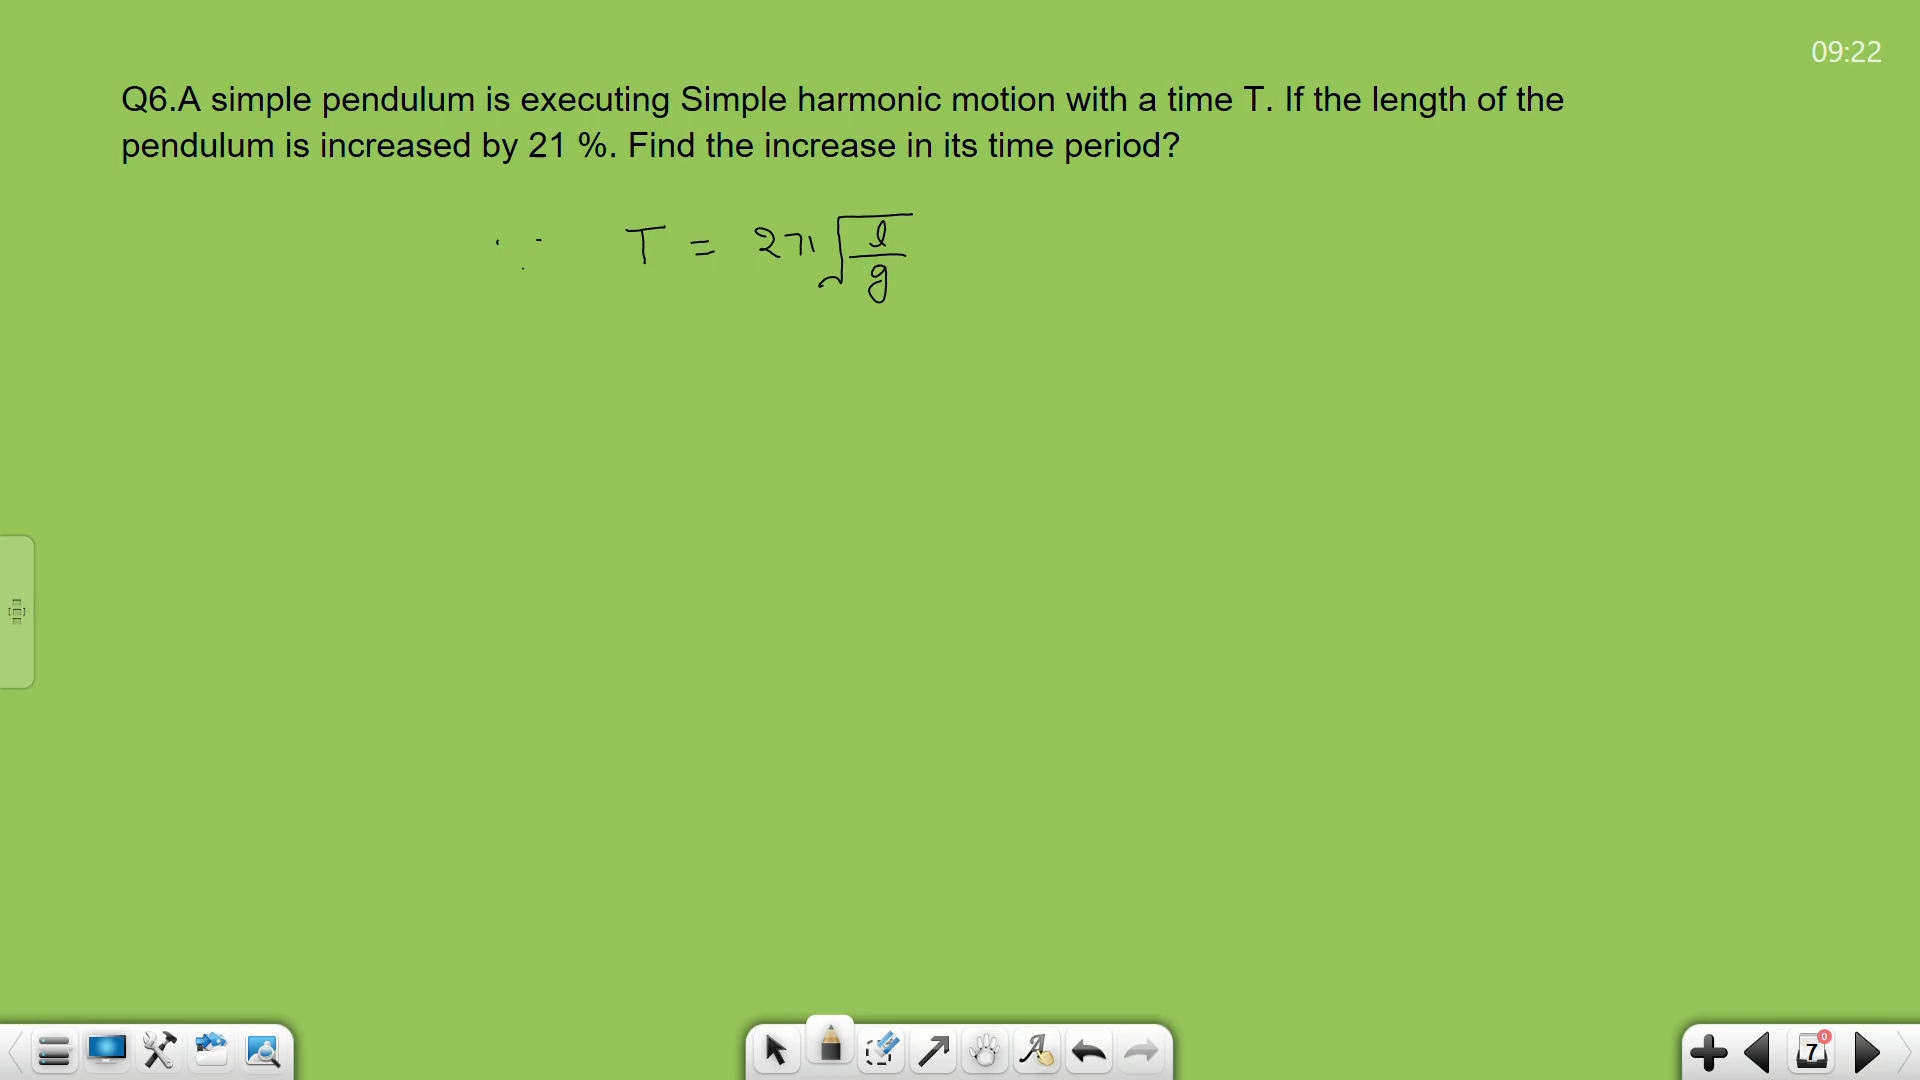 09:22
Q6.A simple pendulum is executing Simple harmonic motion with a time T. If the length of the
pendulum is increased by 21 %. Find the increase in its time period?
∵ T = 2π√(l/g)
7
0